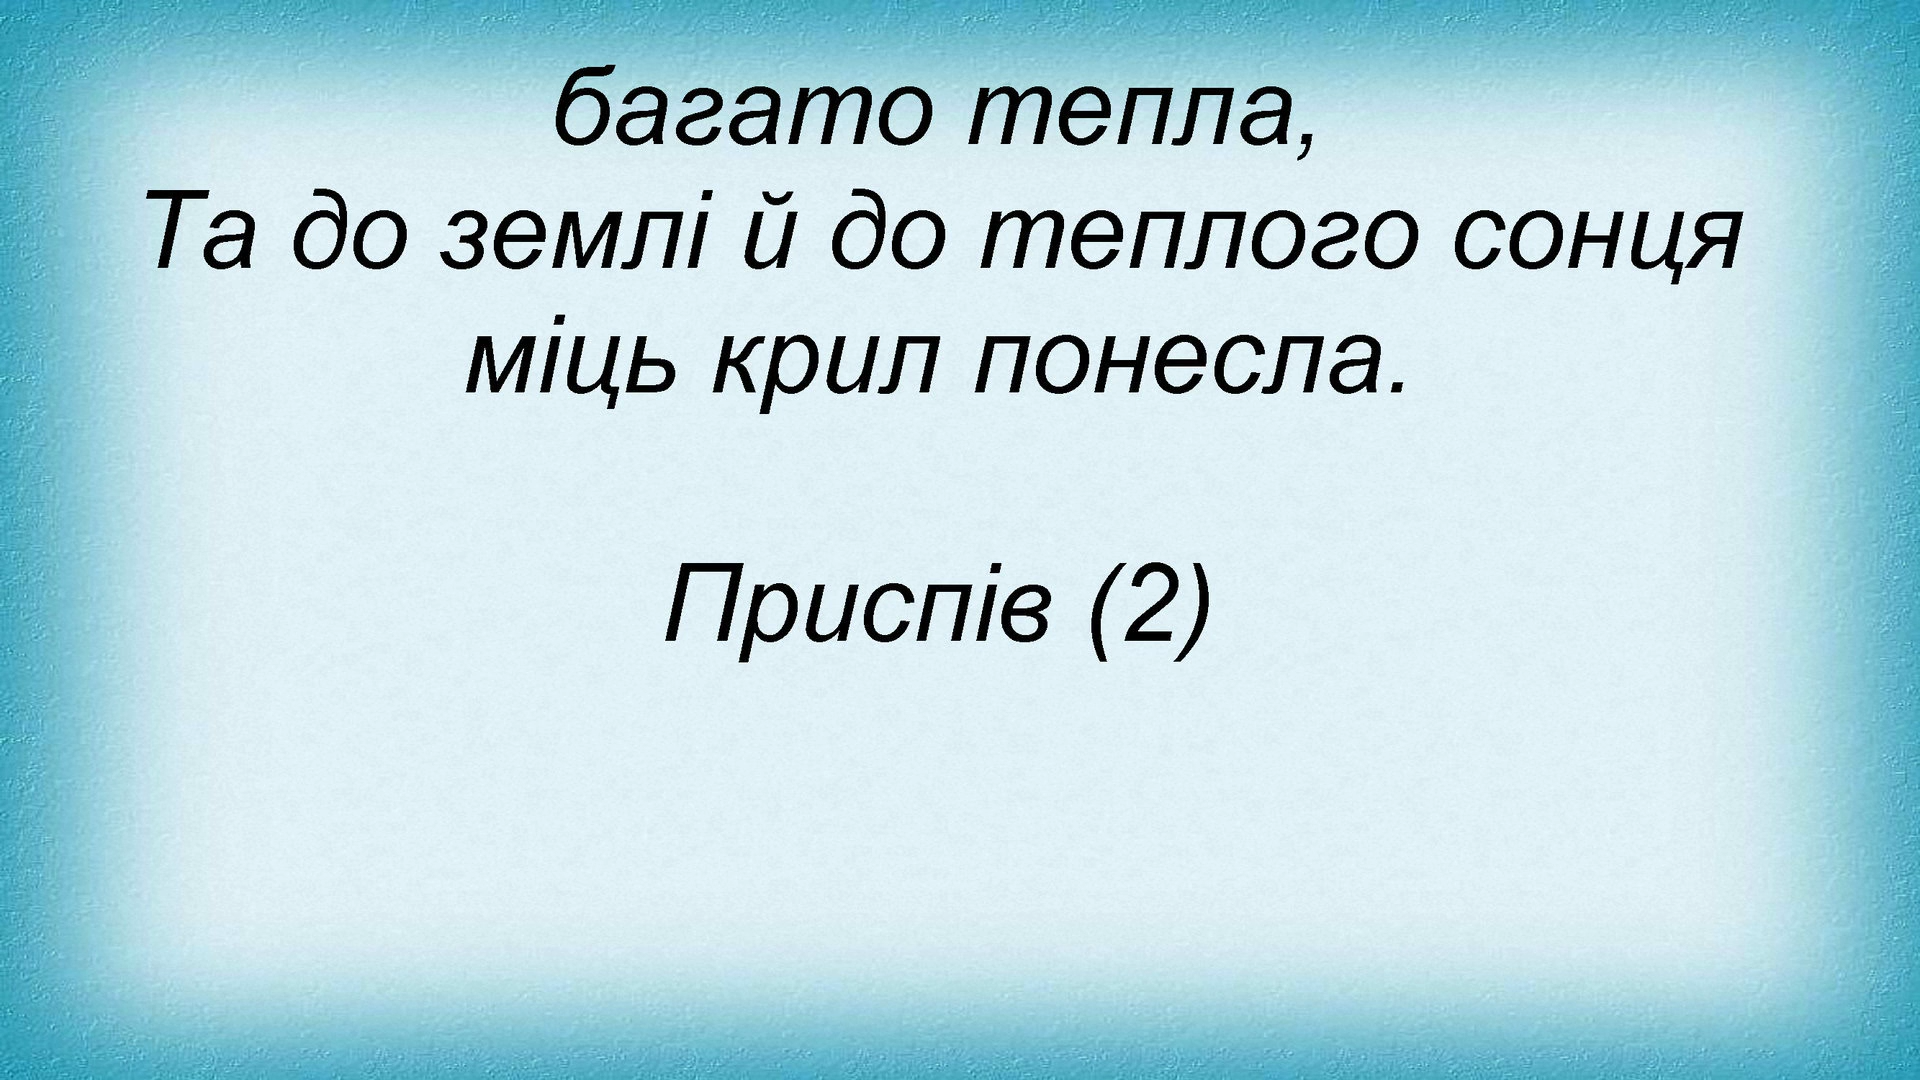 багато тепла,
Та до землі й до теплого сонця
міць крил понесла.
Приспів (2)